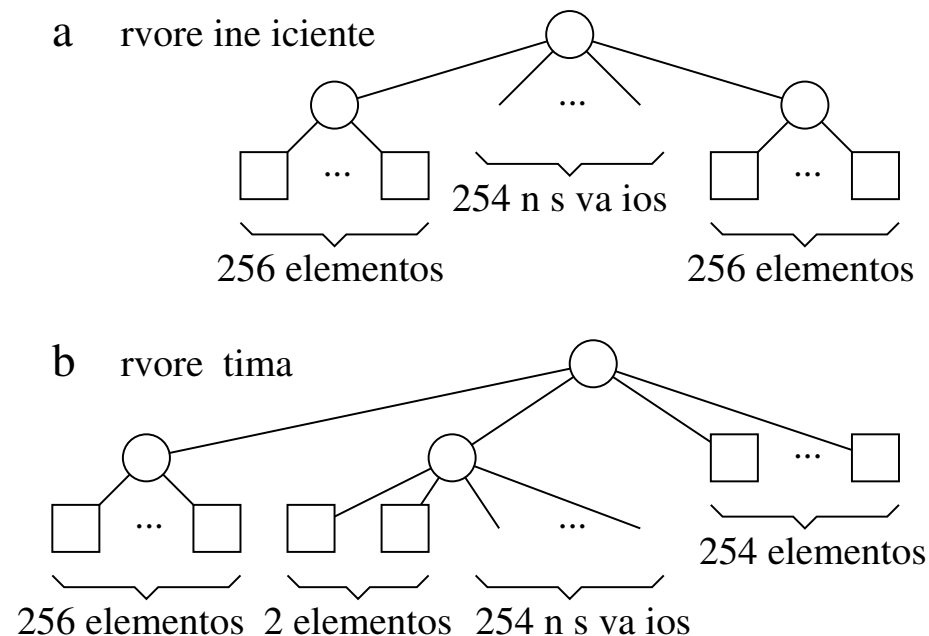 a rvore ine iciente
...
... ...
254 n s va ios
256 elementos 256 elementos
b rvore tima
...
... ...
254 elementos
256 elementos 2 elementos 254 n s va ios